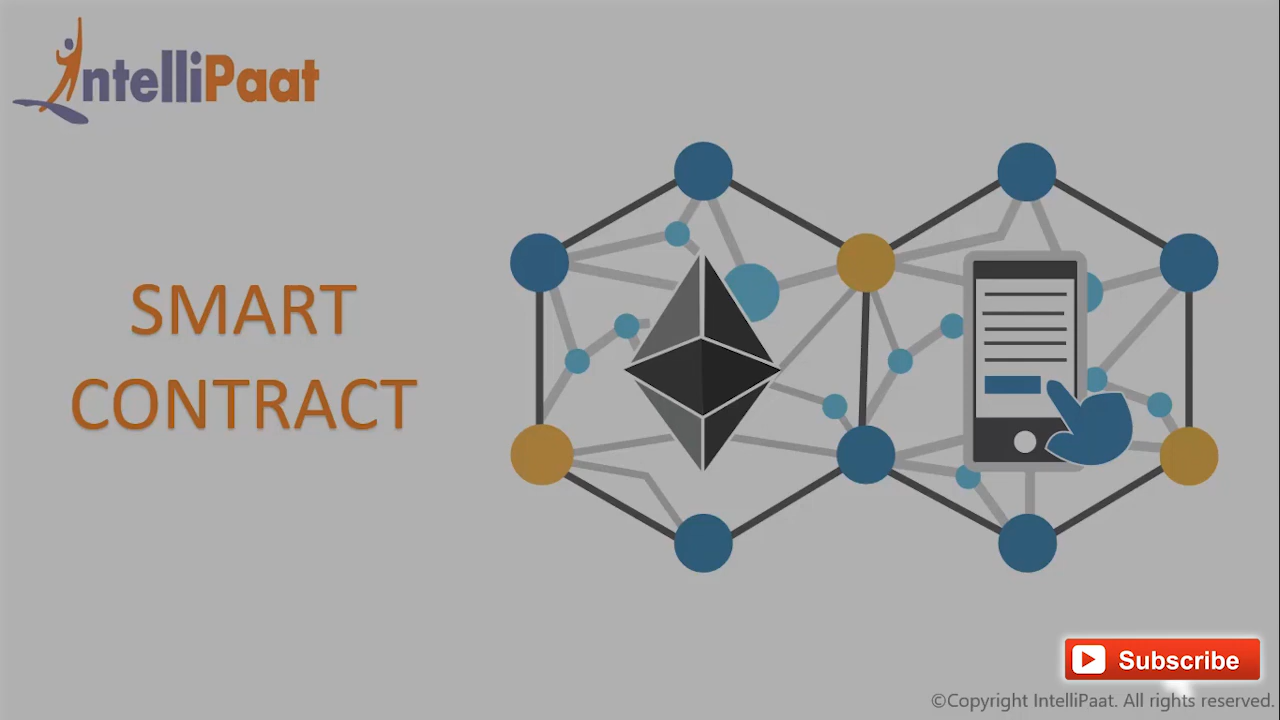 IntelliPaat
SMART
CONTRACT
Subscribe
©Copyright IntelliPaat. All rights reserved.